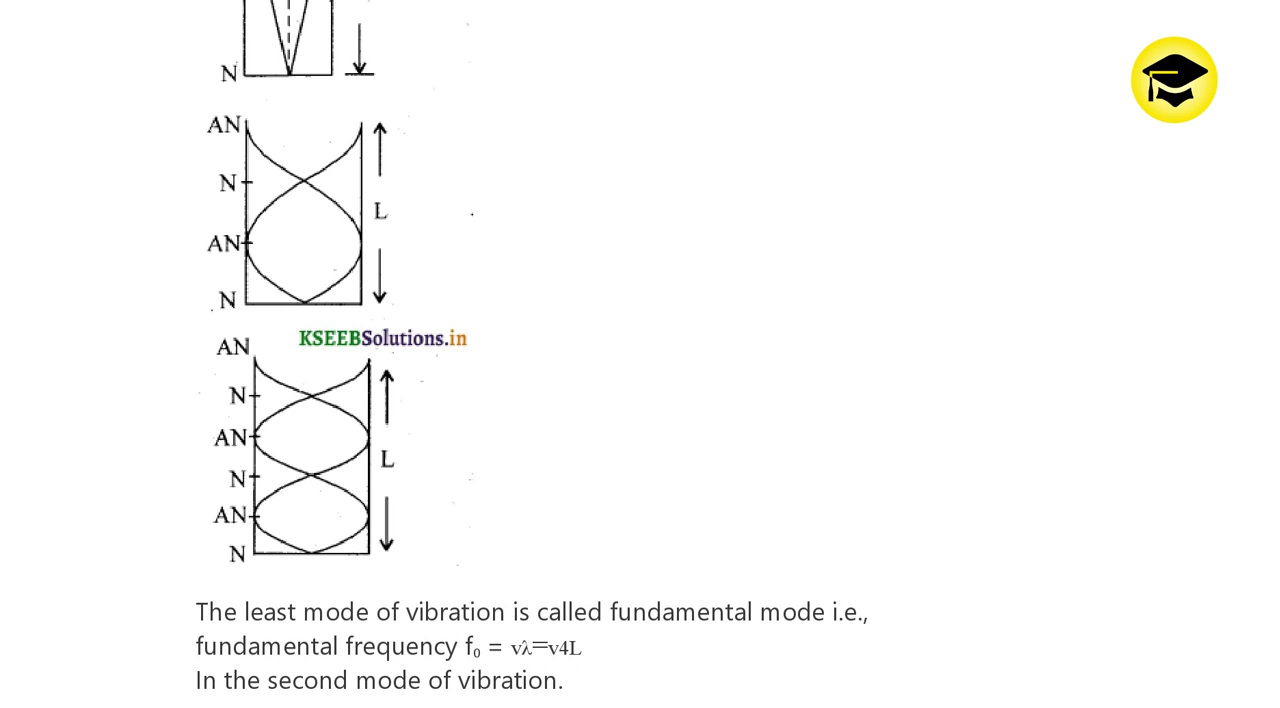 N
AN
N
AN
L
N
KSEEBSolutions.in
AN
N
AN
N
L
AN
N
The least mode of vibration is called fundamental mode i.e.,
fundamental frequency f₀ = vλ=v4L
In the second mode of vibration.